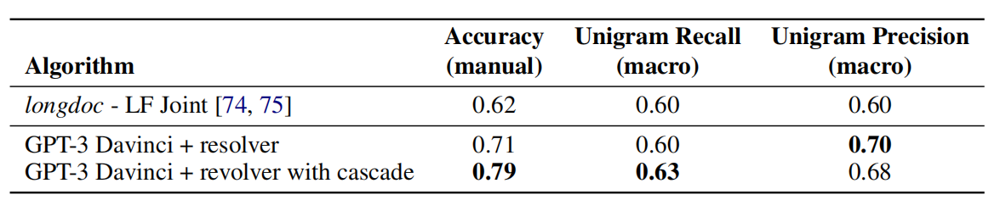 Accuracy Unigram Recall Unigram Precision
Algorithm (manual) (macro) (macro)
longdoc - LF Joint [74, 75] 0.62 0.60 0.60
GPT-3 Davinci + resolver 0.71 0.60 0.70
GPT-3 Davinci + revolver with cascade 0.79 0.63 0.68